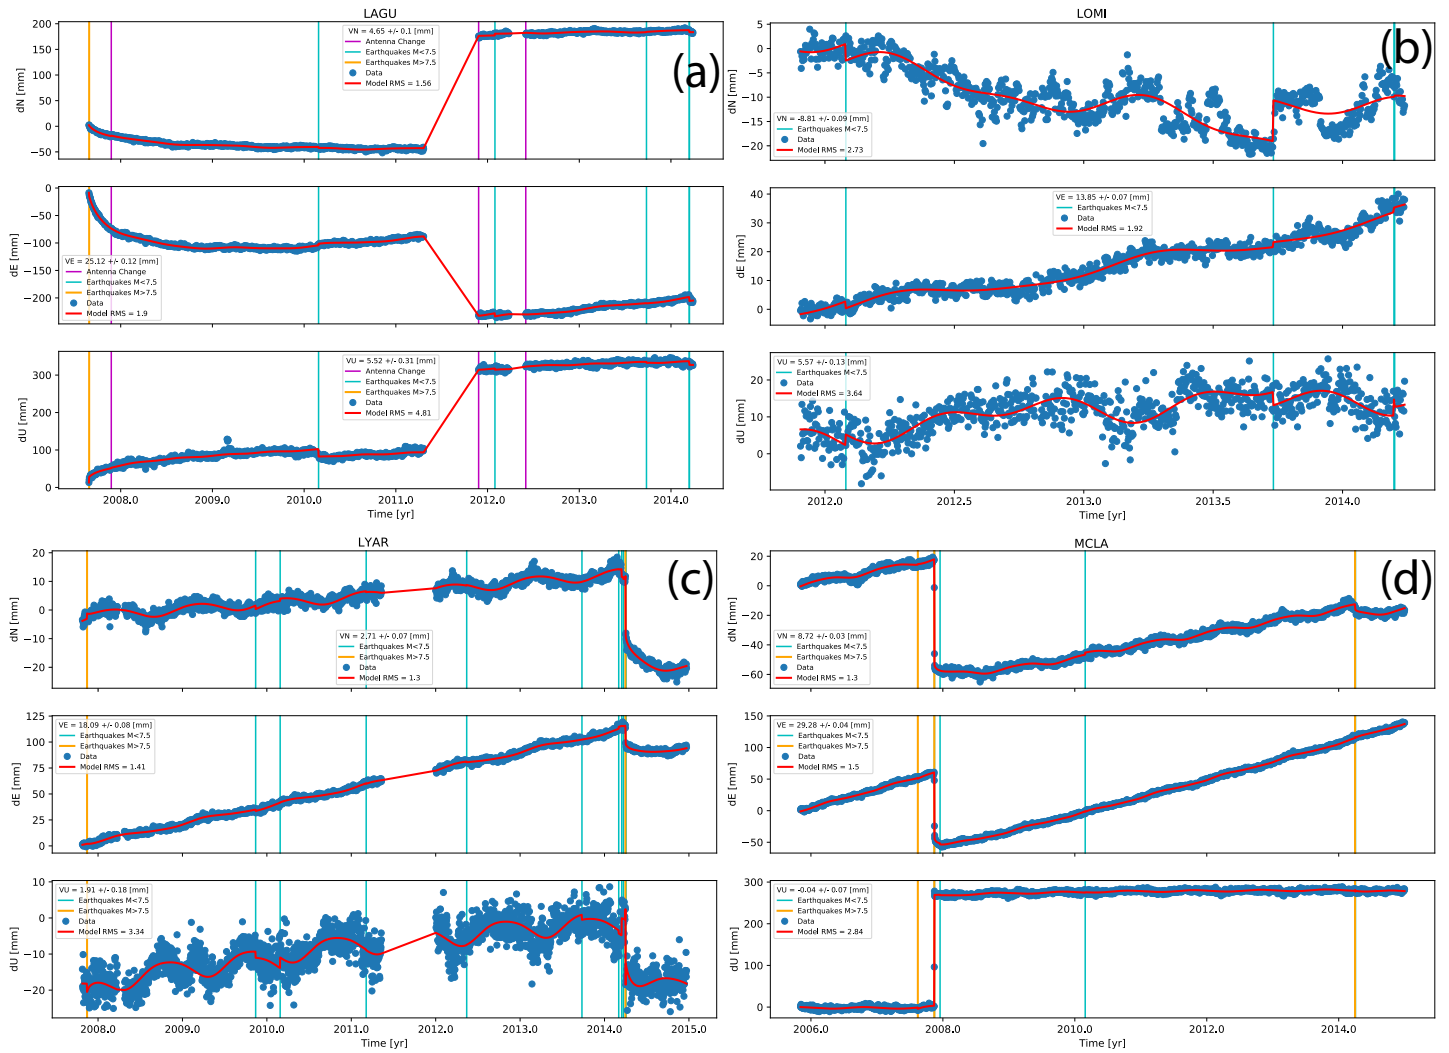 LAGU
(a)
dN [mm]
200
150
100
50
0
−50
VN = 4.65 +/- 0.1 [mm]
Antenna Change
Earthquakes M<7.5
Earthquakes M>7.5
Data
Model RMS = 1.56
dE [mm]
0
−50
−100
−150
−200
VE = 25.12 +/- 0.12 [mm]
Antenna Change
Earthquakes M<7.5
Earthquakes M>7.5
Data
Model RMS = 1.9
dU [mm]
300
200
100
0
VU = 5.52 +/- 0.31 [mm]
Antenna Change
Earthquakes M<7.5
Earthquakes M>7.5
Data
Model RMS = 4.81
2008.0 2009.0 2010.0 2011.0 2012.0 2013.0 2014.0
Time [yr]
LOMI
(b)
dN [mm]
5
0
−5
−10
−15
−20
VN = -8.81 +/- 0.09 [mm]
Earthquakes M<7.5
Data
Model RMS = 2.73
dE [mm]
40
30
20
10
0
VE = 13.85 +/- 0.07 [mm]
Earthquakes M<7.5
Data
Model RMS = 1.92
dU [mm]
20
10
0
VU = 5.57 +/- 0.13 [mm]
Earthquakes M<7.5
Data
Model RMS = 3.64
2012.0 2012.5 2013.0 2013.5 2014.0
Time [yr]
LYAR
(c)
dN [mm]
20
10
0
−10
−20
VN = 2.71 +/- 0.07 [mm]
Earthquakes M<7.5
Earthquakes M>7.5
Data
Model RMS = 1.3
dE [mm]
125
100
75
50
25
0
VE = 18.09 +/- 0.08 [mm]
Earthquakes M<7.5
Earthquakes M>7.5
Data
Model RMS = 1.41
dU [mm]
10
0
−10
−20
VU = 1.91 +/- 0.18 [mm]
Earthquakes M<7.5
Earthquakes M>7.5
Data
Model RMS = 3.34
2008.0 2009.0 2010.0 2011.0 2012.0 2013.0 2014.0 2015.0
Time [yr]
MCLA
(d)
dN [mm]
20
0
−20
−40
−60
VN = 8.72 +/- 0.03 [mm]
Earthquakes M<7.5
Earthquakes M>7.5
Data
Model RMS = 1.3
dE [mm]
150
100
50
0
−50
VE = 29.28 +/- 0.04 [mm]
Earthquakes M<7.5
Earthquakes M>7.5
Data
Model RMS = 1.5
dU [mm]
300
200
100
0
VU = -0.04 +/- 0.07 [mm]
Earthquakes M<7.5
Earthquakes M>7.5
Data
Model RMS = 2.84
2006.0 2008.0 2010.0 2012.0 2014.0
Time [yr]